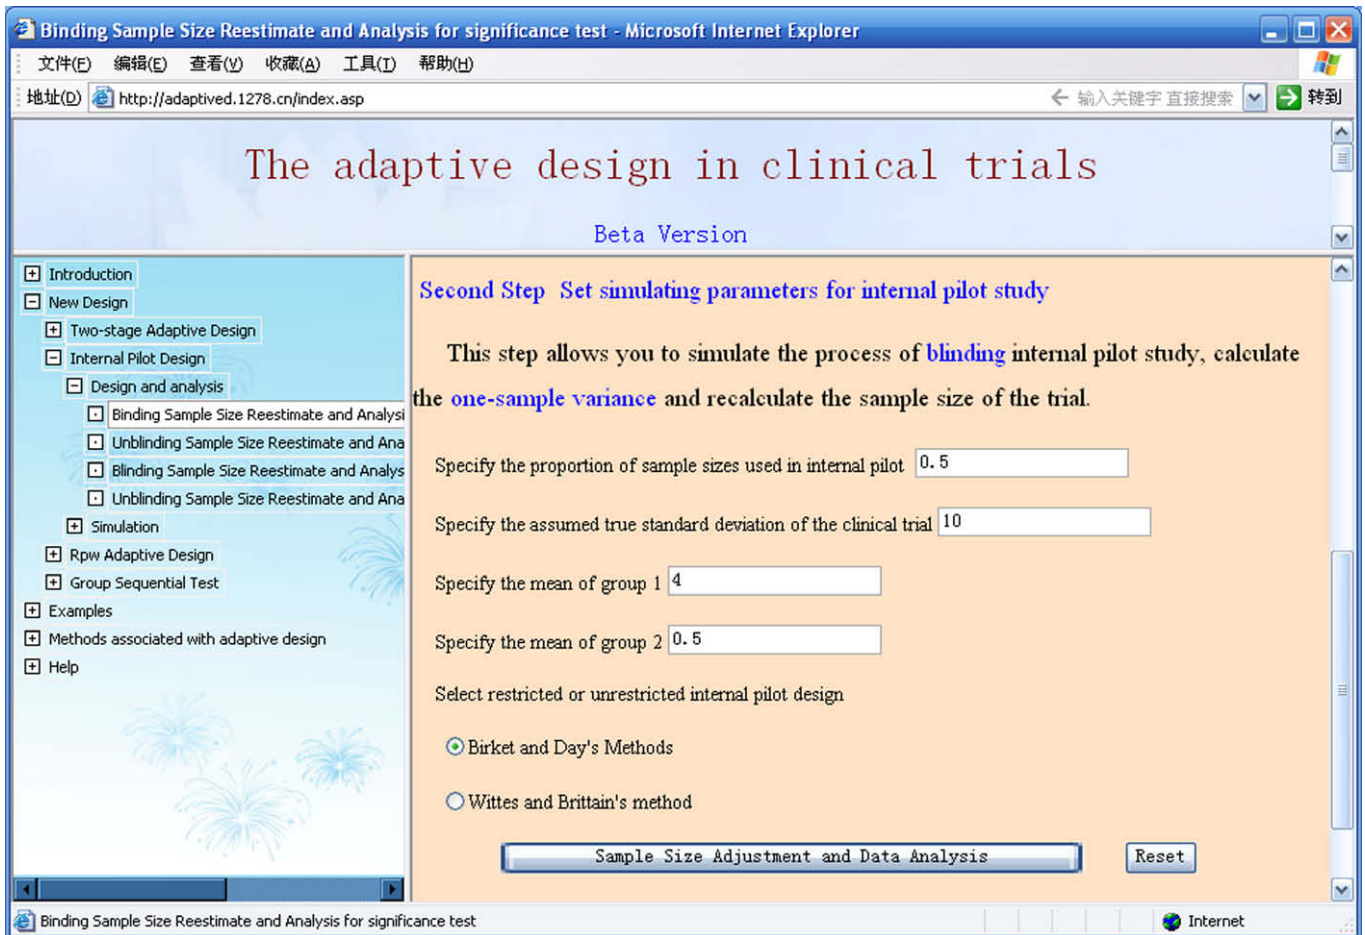 Binding Sample Size Reestimate and Analysis for significance test - Microsoft Internet Explorer
文件(F) 编辑(E) 查看(V) 收藏(A) 工具(T) 帮助(H)
地址(D) http://adaptived.1278.cn/index.asp 输入关键字 直接搜索 转到
The adaptive design in clinical trials
Beta Version
Introduction
New Design
Two-stage Adaptive Design
Internal Pilot Design
Design and analysis
Binding Sample Size Reestimate and Analysi
Unblinding Sample Size Reestimate and Ana
Blinding Sample Size Reestimate and Analys
Unblinding Sample Size Reestimate and Ana
Simulation
Rpw Adaptive Design
Group Sequential Test
Examples
Methods associated with adaptive design
Help
Second Step Set simulating parameters for internal pilot study
This step allows you to simulate the process of blinding internal pilot study, calculate
the one-sample variance and recalculate the sample size of the trial.
Specify the proportion of sample sizes used in internal pilot 0.5
Specify the assumed true standard deviation of the clinical trial 10
Specify the mean of group 1 4
Specify the mean of group 2 0.5
Select restricted or unrestricted internal pilot design
Birket and Day's Methods
Wittes and Brittain's method
Sample Size Adjustment and Data Analysis Reset
Binding Sample Size Reestimate and Analysis for significance test Internet